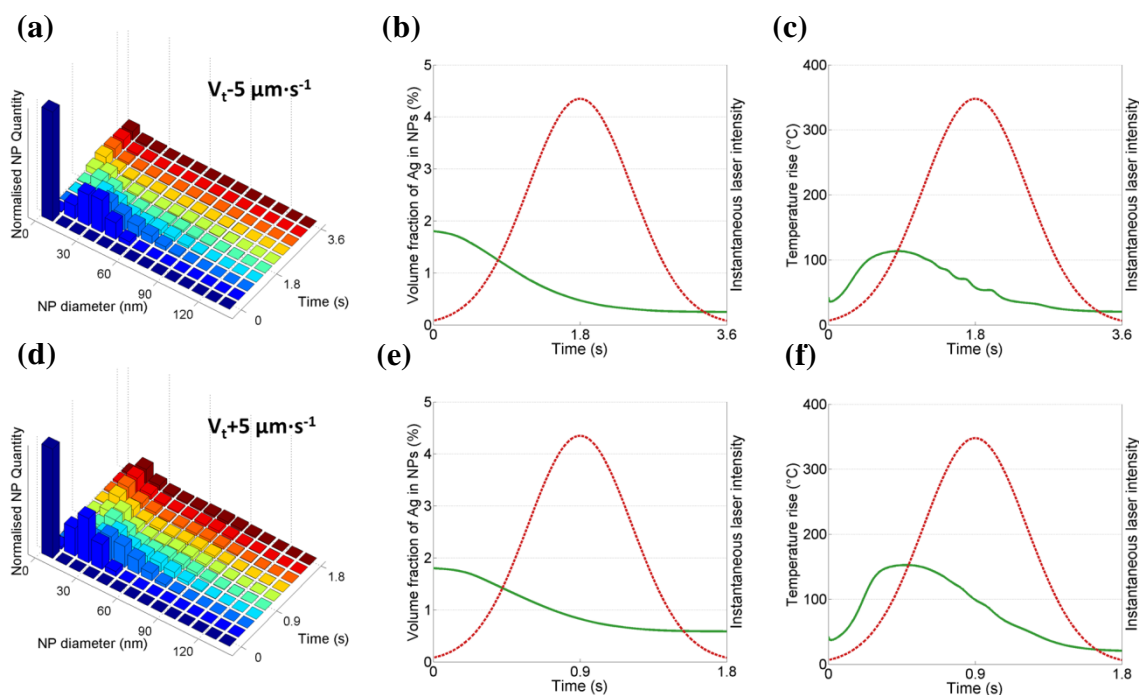 (a)
V_t-5 µm·s⁻¹
Normalised NP Quantity
20
30
60
90
120
NP diameter (nm)
0
1.8
3.6
Time (s)
(b)
Volume fraction of Ag in NPs (%)
5
4
3
2
1
0
0
1.8
3.6
Time (s)
Instantaneous laser intensity
(c)
Temperature rise (°C)
400
300
200
100
0
0
1.8
3.6
Time (s)
Instantaneous laser intensity
(d)
V_t+5 µm·s⁻¹
Normalised NP Quantity
20
30
60
90
120
NP diameter (nm)
0
0.9
1.8
Time (s)
(e)
Volume fraction of Ag in NPs (%)
5
4
3
2
1
0
0
0.9
1.8
Time (s)
Instantaneous laser intensity
(f)
Temperature rise (°C)
400
300
200
100
0
0
0.9
1.8
Time (s)
Instantaneous laser intensity